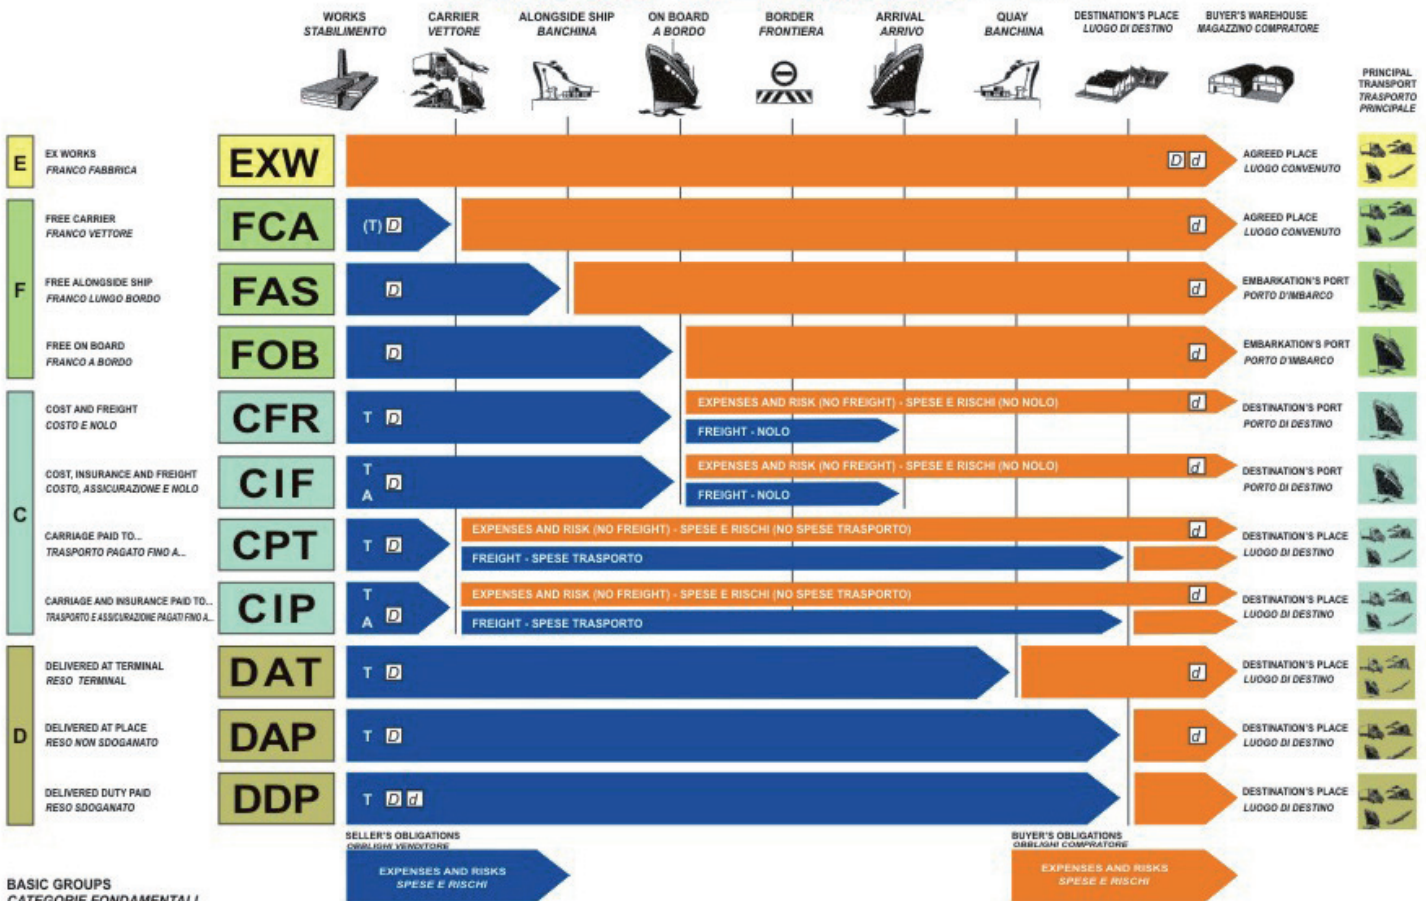 WORKS
STABILIMENTO
CARRIER
VETTORE
ALONGSIDE SHIP
BANCHINA
ON BOARD
A BORDO
BORDER
FRONTIERA
ARRIVAL
ARRIVO
QUAY
BANCHINA
DESTINATION'S PLACE
LUOGO DI DESTINO
BUYER'S WAREHOUSE
MAGAZZINO COMPRATORE
PRINCIPAL
TRANSPORT
TRASPORTO
PRINCIPALE
E
EX WORKS
FRANCO FABBRICA
EXW
D d
AGREED PLACE
LUOGO CONVENUTO
F
FREE CARRIER
FRANCO VETTORE
FCA
(T) D
d
AGREED PLACE
LUOGO CONVENUTO
FREE ALONGSIDE SHIP
FRANCO LUNGO BORDO
FAS
D
d
EMBARKATION'S PORT
PORTO D'IMBARCO
FREE ON BOARD
FRANCO A BORDO
FOB
D
d
EMBARKATION'S PORT
PORTO D'IMBARCO
C
COST AND FREIGHT
COSTO E NOLO
CFR
T D
EXPENSES AND RISK (NO FREIGHT) - SPESE E RISCHI (NO NOLO)
d
FREIGHT - NOLO
DESTINATION'S PORT
PORTO DI DESTINO
COST, INSURANCE AND FREIGHT
COSTO, ASSICURAZIONE E NOLO
CIF
T
A D
EXPENSES AND RISK (NO FREIGHT) - SPESE E RISCHI (NO NOLO)
d
FREIGHT - NOLO
DESTINATION'S PORT
PORTO DI DESTINO
CARRIAGE PAID TO...
TRASPORTO PAGATO FINO A...
CPT
T D
EXPENSES AND RISK (NO FREIGHT) - SPESE E RISCHI (NO SPESE TRASPORTO)
d
FREIGHT - SPESE TRASPORTO
DESTINATION'S PLACE
LUOGO DI DESTINO
CARRIAGE AND INSURANCE PAID TO...
TRASPORTO E ASSICURAZIONE PAGATI FINO A...
CIP
T
A D
EXPENSES AND RISK (NO FREIGHT) - SPESE E RISCHI (NO SPESE TRASPORTO)
d
FREIGHT - SPESE TRASPORTO
DESTINATION'S PLACE
LUOGO DI DESTINO
D
DELIVERED AT TERMINAL
RESO TERMINAL
DAT
T D
d
DESTINATION'S PLACE
LUOGO DI DESTINO
DELIVERED AT PLACE
RESO NON SDOGANATO
DAP
T D
d
DESTINATION'S PLACE
LUOGO DI DESTINO
DELIVERED DUTY PAID
RESO SDOGANATO
DDP
T D d
DESTINATION'S PLACE
LUOGO DI DESTINO
SELLER'S OBLIGATIONS
OBBLIGHI VENDITORE
EXPENSES AND RISKS
SPESE E RISCHI
BUYER'S OBLIGATIONS
OBBLIGHI COMPRATORE
EXPENSES AND RISKS
SPESE E RISCHI
BASIC GROUPS
CATEGORIE FONDAMENTALI